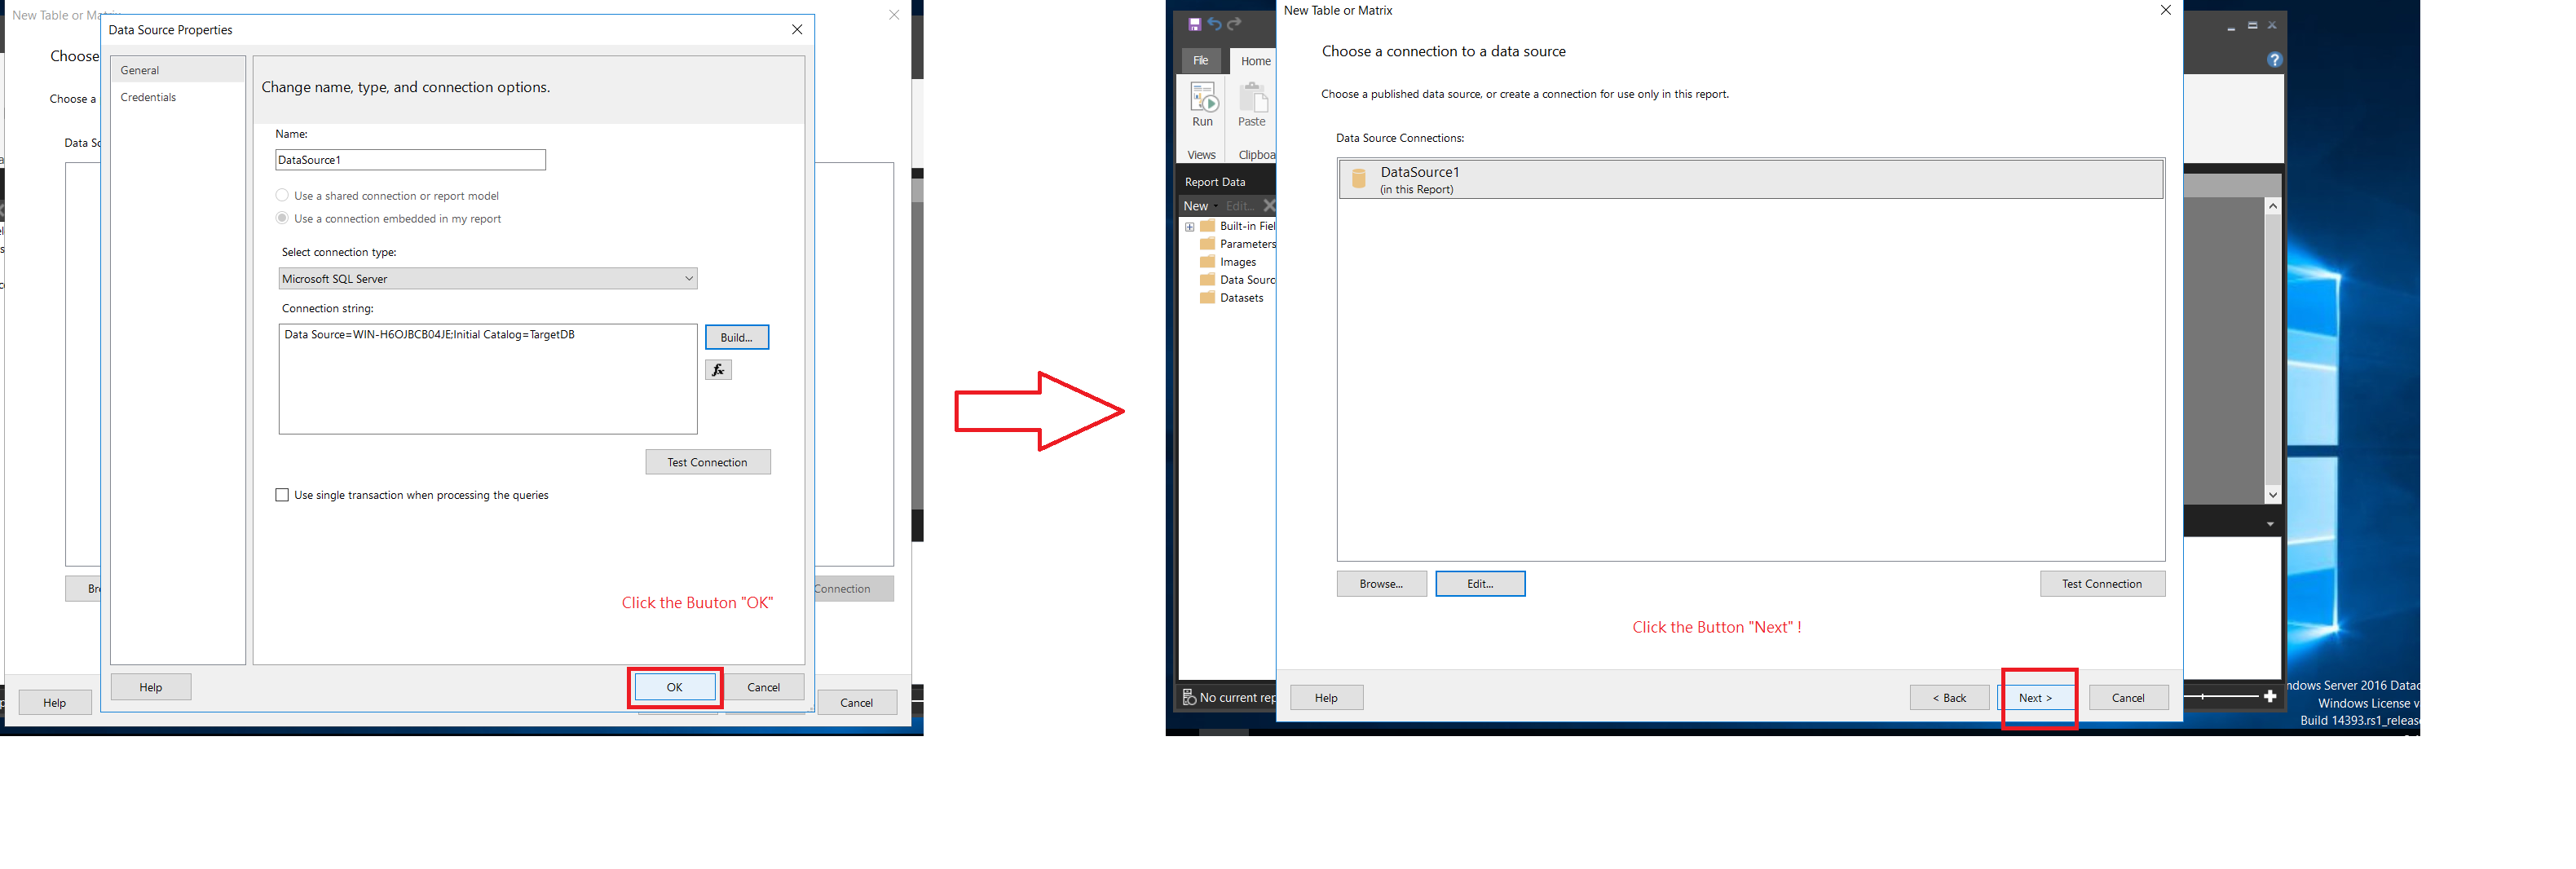 New Table or Matrix
Data Source Properties
Choose
General
Credentials
Choose a
Data So
Change name, type, and connection options.
Name:
DataSource1
Use a shared connection or report model
Use a connection embedded in my report
Select connection type:
Microsoft SQL Server
Connection string:
Data Source=WIN-H6OJBCB04JE;Initial Catalog=TargetDB
Build...
fx
Test Connection
Use single transaction when processing the queries
Br
Connection
Click the Buuton "OK"
Help
OK
Cancel
Help
Cancel
New Table or Matrix
File
Home
Run
Paste
Views
Clipboa
Report Data
New
Edit...
Built-in Fiel
Parameters
Images
Data Sourc
Datasets
No current rep
Choose a connection to a data source
Choose a published data source, or create a connection for use only in this report.
Data Source Connections:
DataSource1
(in this Report)
Browse...
Edit...
Test Connection
Click the Button "Next" !
Help
< Back
Next >
Cancel
ndows Server 2016 Datac
Windows License v
Build 14393.rs1_release